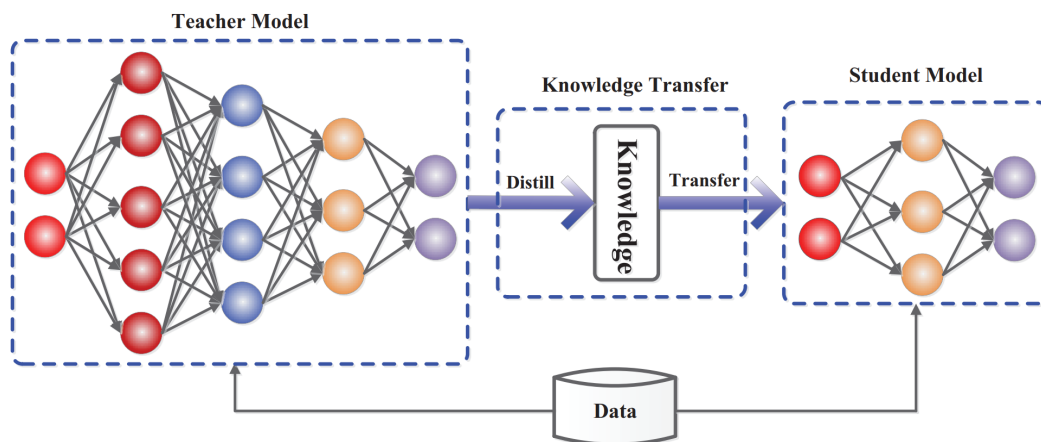 Teacher Model
Knowledge Transfer
Student Model
Distill
Knowledge
Transfer
Data